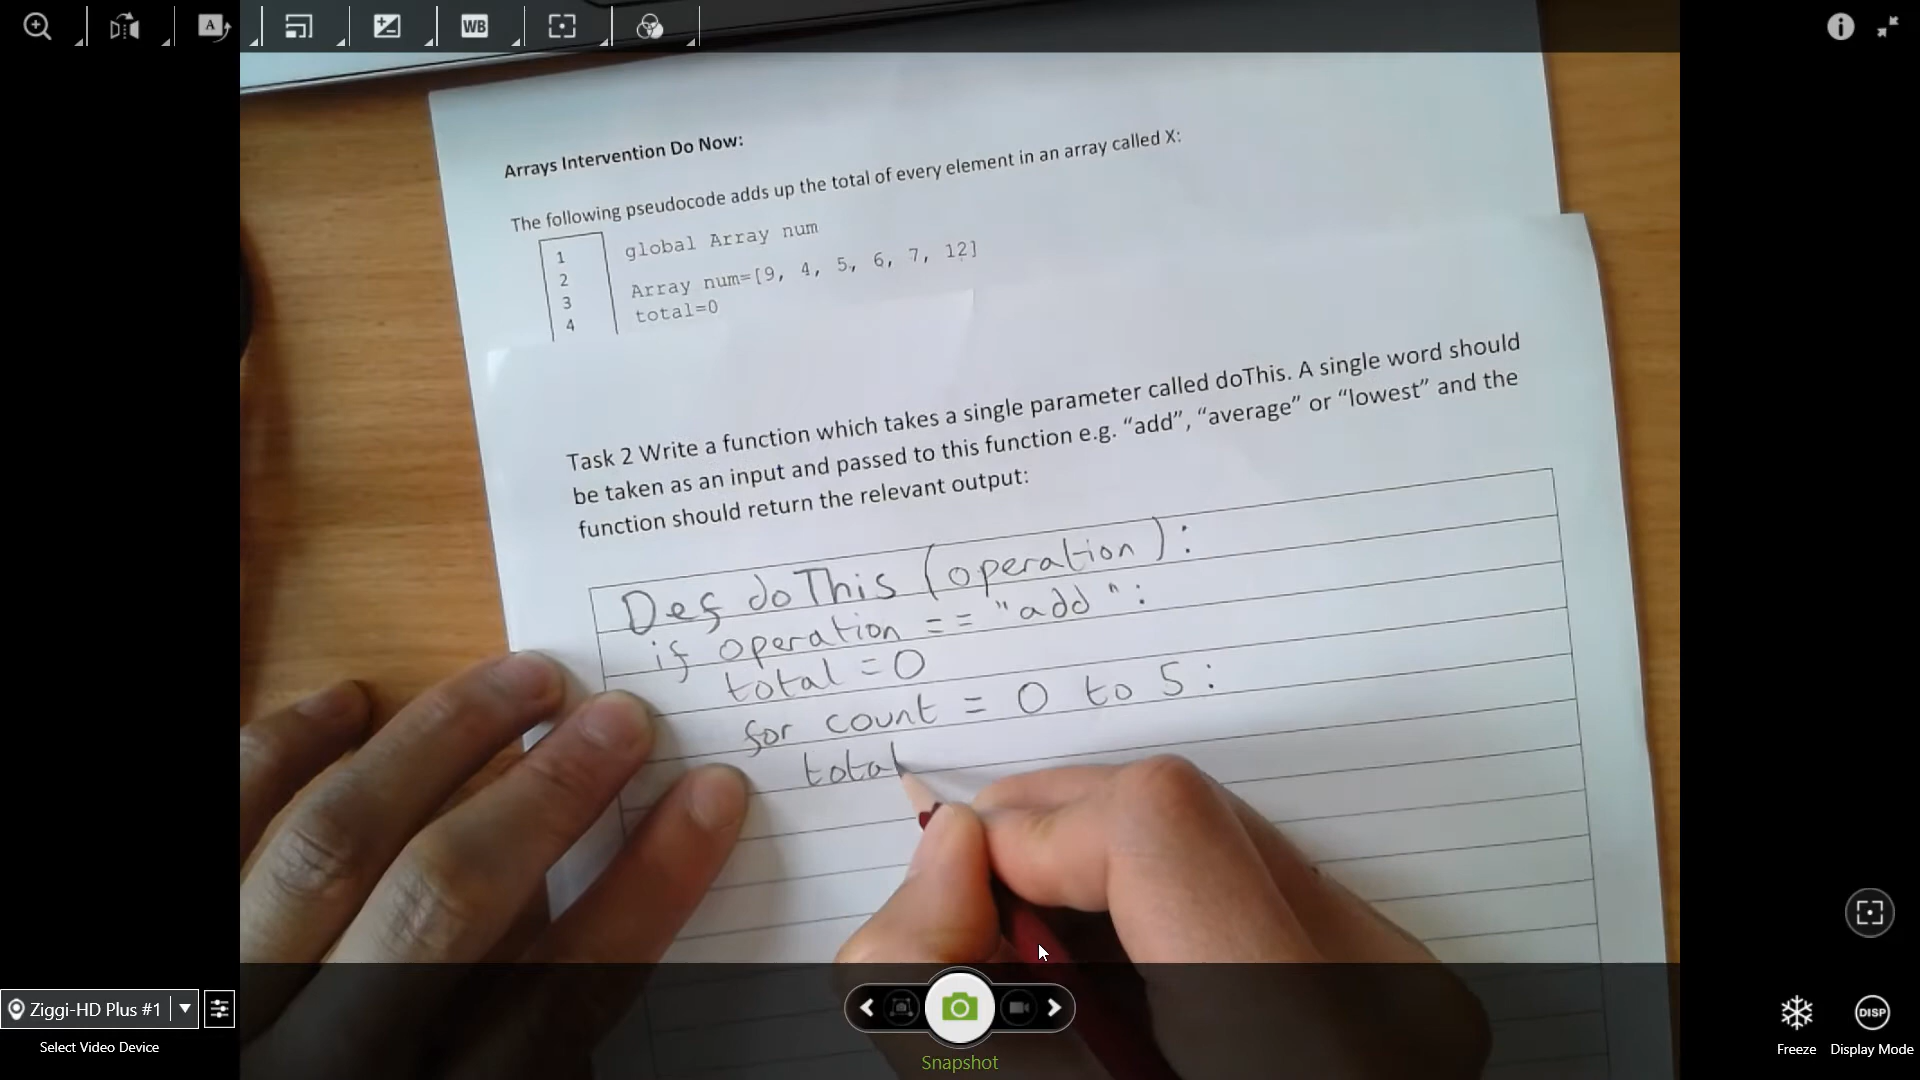 A
WB
Arrays Intervention Do Now:
The following pseudocode adds up the total of every element in an array called X:
1
2
3
4
global Array num
Array num=[9, 4, 5, 6, 7, 12]
total=0
Task 2 Write a function which takes a single parameter called doThis. A single word should
be taken as an input and passed to this function e.g. “add”, “average” or “lowest” and the
function should return the relevant output:
Def doThis (operation):
if operation == "add":
total = 0
for count = 0 to 5:
total
Ziggi-HD Plus #1
Select Video Device
Snapshot
Freeze
DISP
Display Mode